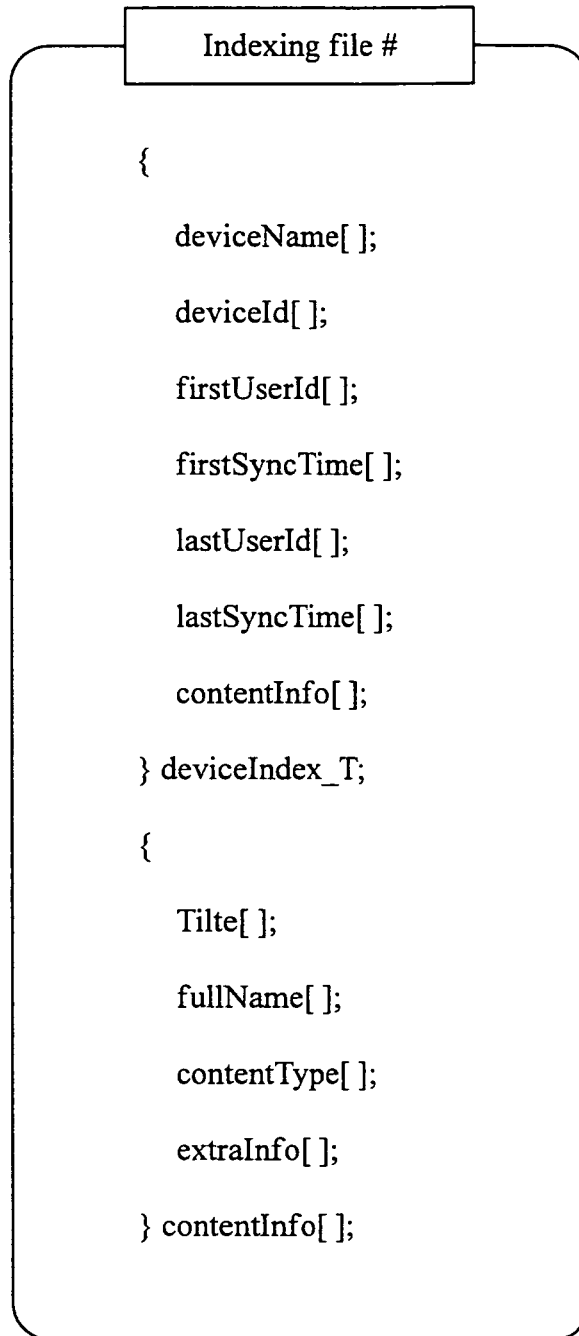 Indexing file #
{
deviceName[ ];
deviceId[ ];
firstUserId[ ];
firstSyncTime[ ];
lastUserId[ ];
lastSyncTime[ ];
contentInfo[ ];
} deviceIndex_T;
{
Tilte[ ];
fullName[ ];
contentType[ ];
extraInfo[ ];
} contentInfo[ ];